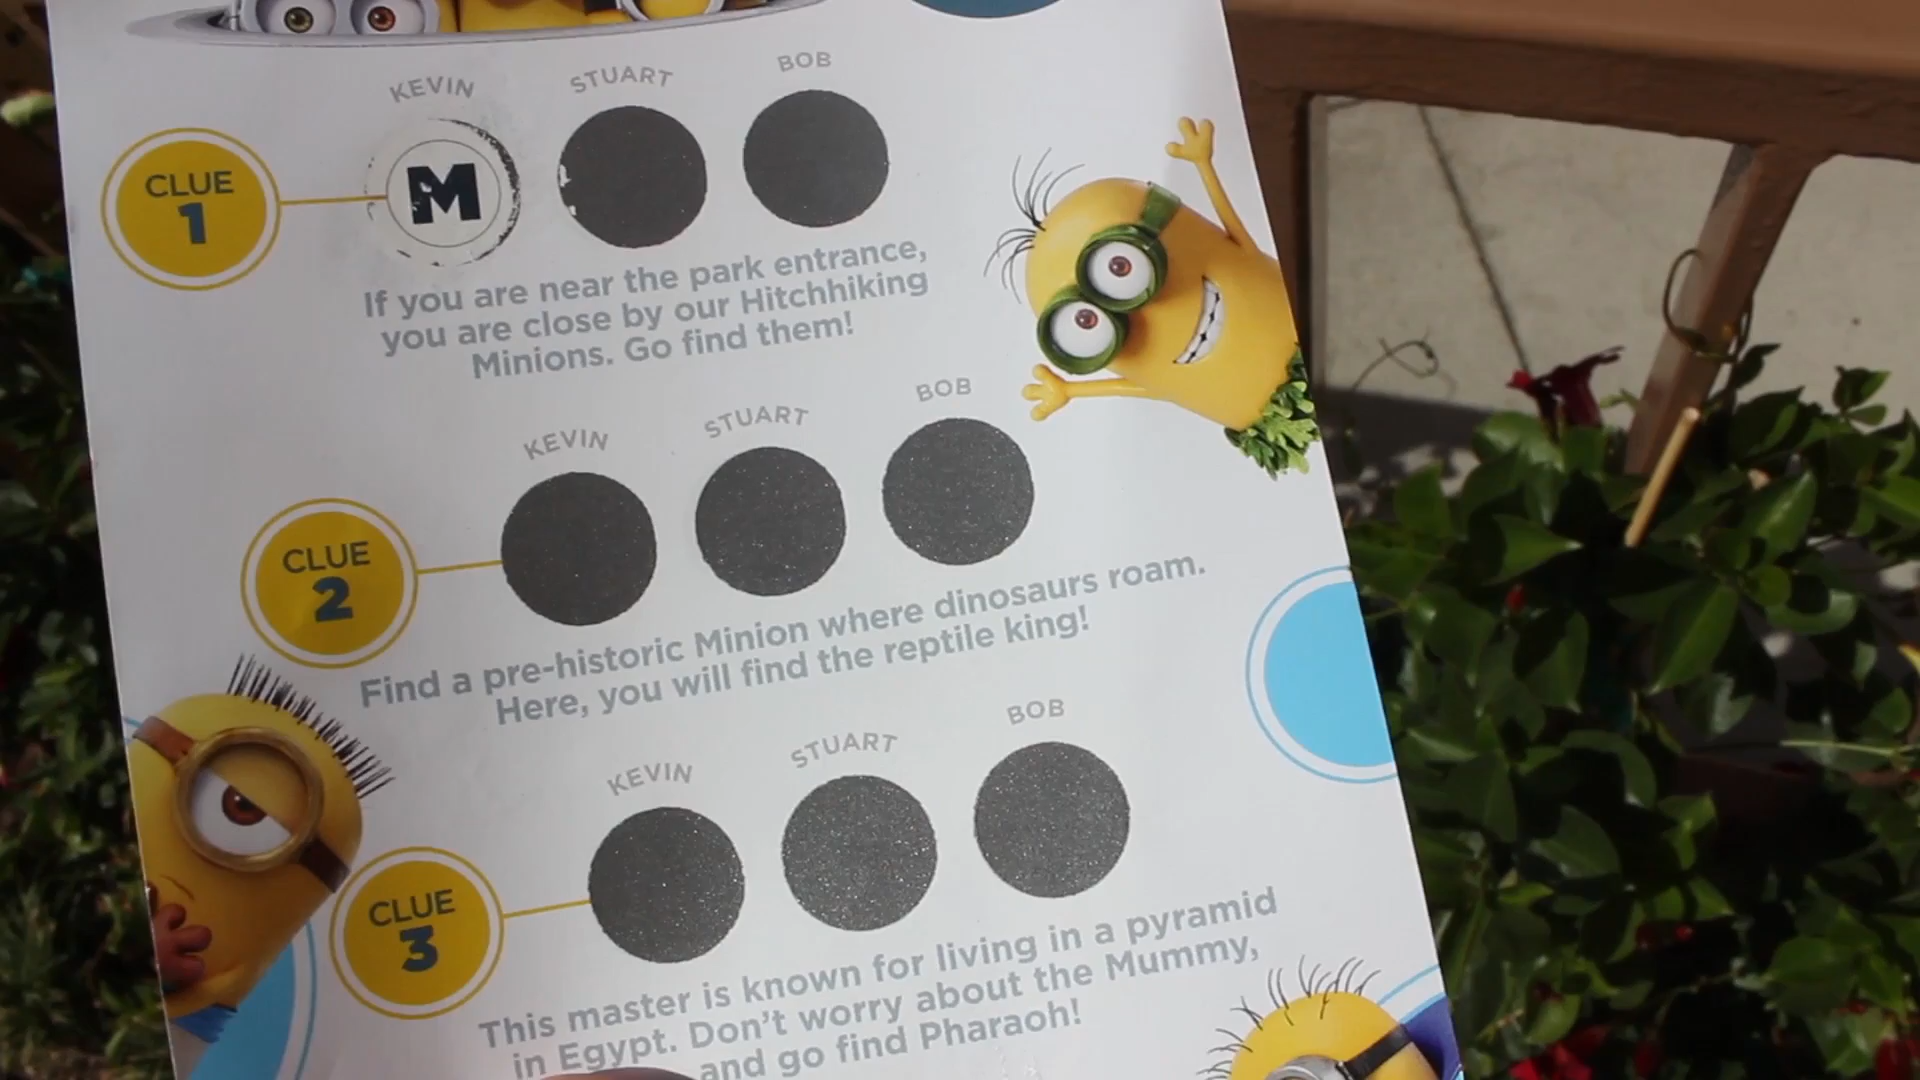 KEVIN STUART BOB
CLUE
1
M
If you are near the park entrance,
you are close by our Hitchhiking
Minions. Go find them!
KEVIN STUART BOB
CLUE
2
Find a pre-historic Minion where dinosaurs roam.
Here, you will find the reptile king!
KEVIN STUART BOB
CLUE
3
This master is known for living in a pyramid
in Egypt. Don't worry about the Mummy,
and go find Pharaoh!